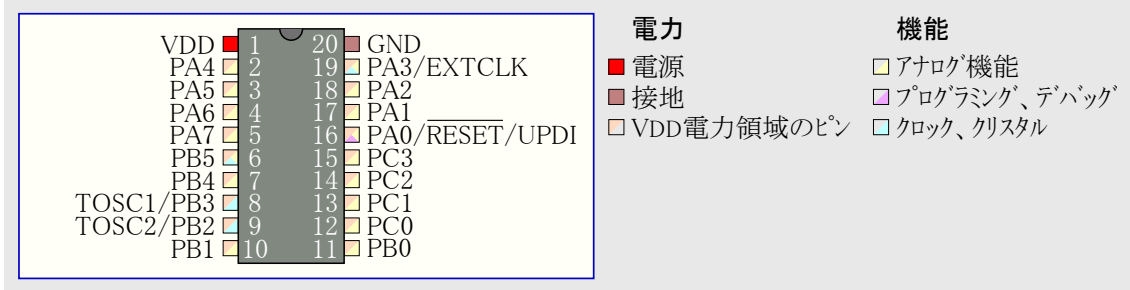 電力 機能
VDD 1 20 GND
PA4 2 19 PA3/EXTCLK
PA5 3 18 PA2
PA6 4 17 PA1
PA7 5 16 PA0/RESET/UPDI
PB5 6 15 PC3
PB4 7 14 PC2
TOSC1/PB3 8 13 PC1
TOSC2/PB2 9 12 PC0
PB1 10 11 PB0
電源 アナログ機能
接地 プログラミング、デバッグ
VDD電力領域のピン クロック、クリスタル